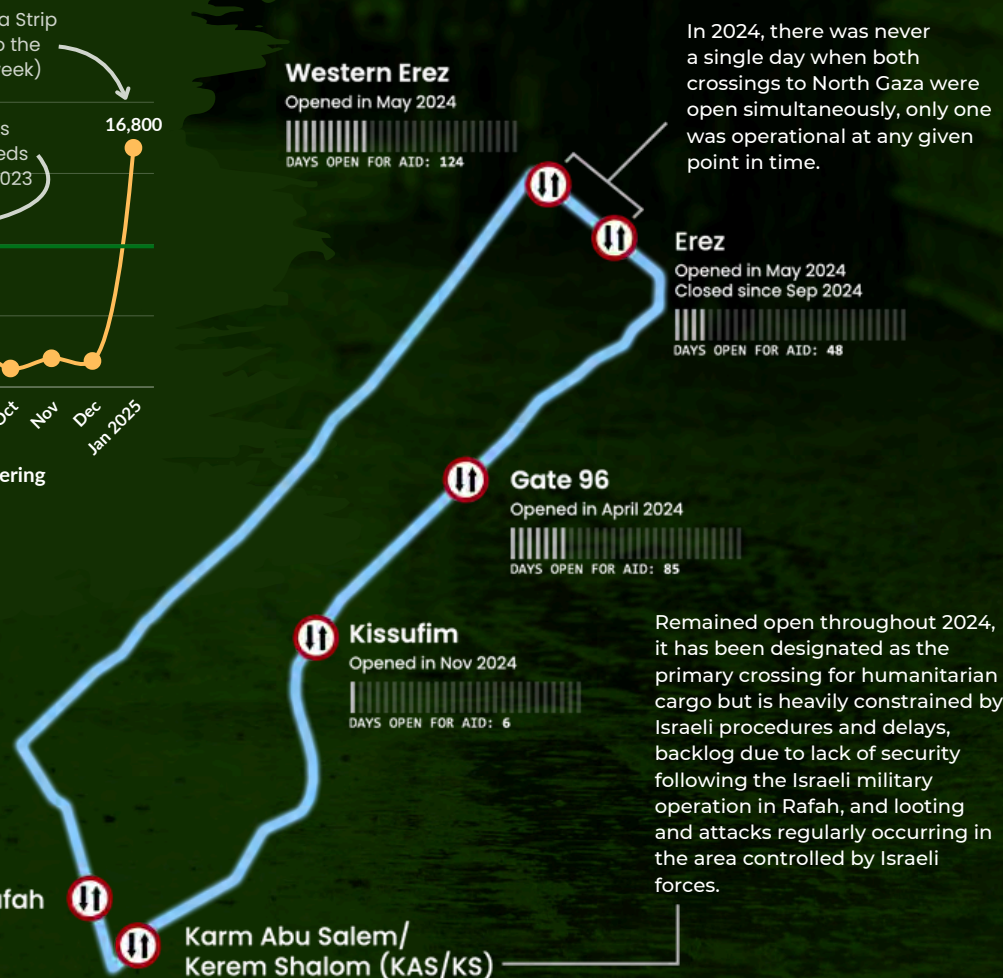 a Strip
the
eek)
16,800
eds
023
Oct
Nov
Dec
Jan 2025
ering
Western Erez
Opened in May 2024
DAYS OPEN FOR AID: 124
In 2024, there was never
a single day when both
crossings to North Gaza were
open simultaneously, only one
was operational at any given
point in time.
Erez
Opened in May 2024
Closed since Sep 2024
DAYS OPEN FOR AID: 48
Gate 96
Opened in April 2024
DAYS OPEN FOR AID: 85
Kissufim
Opened in Nov 2024
DAYS OPEN FOR AID: 6
Remained open throughout 2024,
it has been designated as the
primary crossing for humanitarian
cargo but is heavily constrained by
Israeli procedures and delays,
backlog due to lack of security
following the Israeli military
operation in Rafah, and looting
and attacks regularly occurring in
the area controlled by Israeli
forces.
afah
Karm Abu Salem/
Kerem Shalom (KAS/KS)